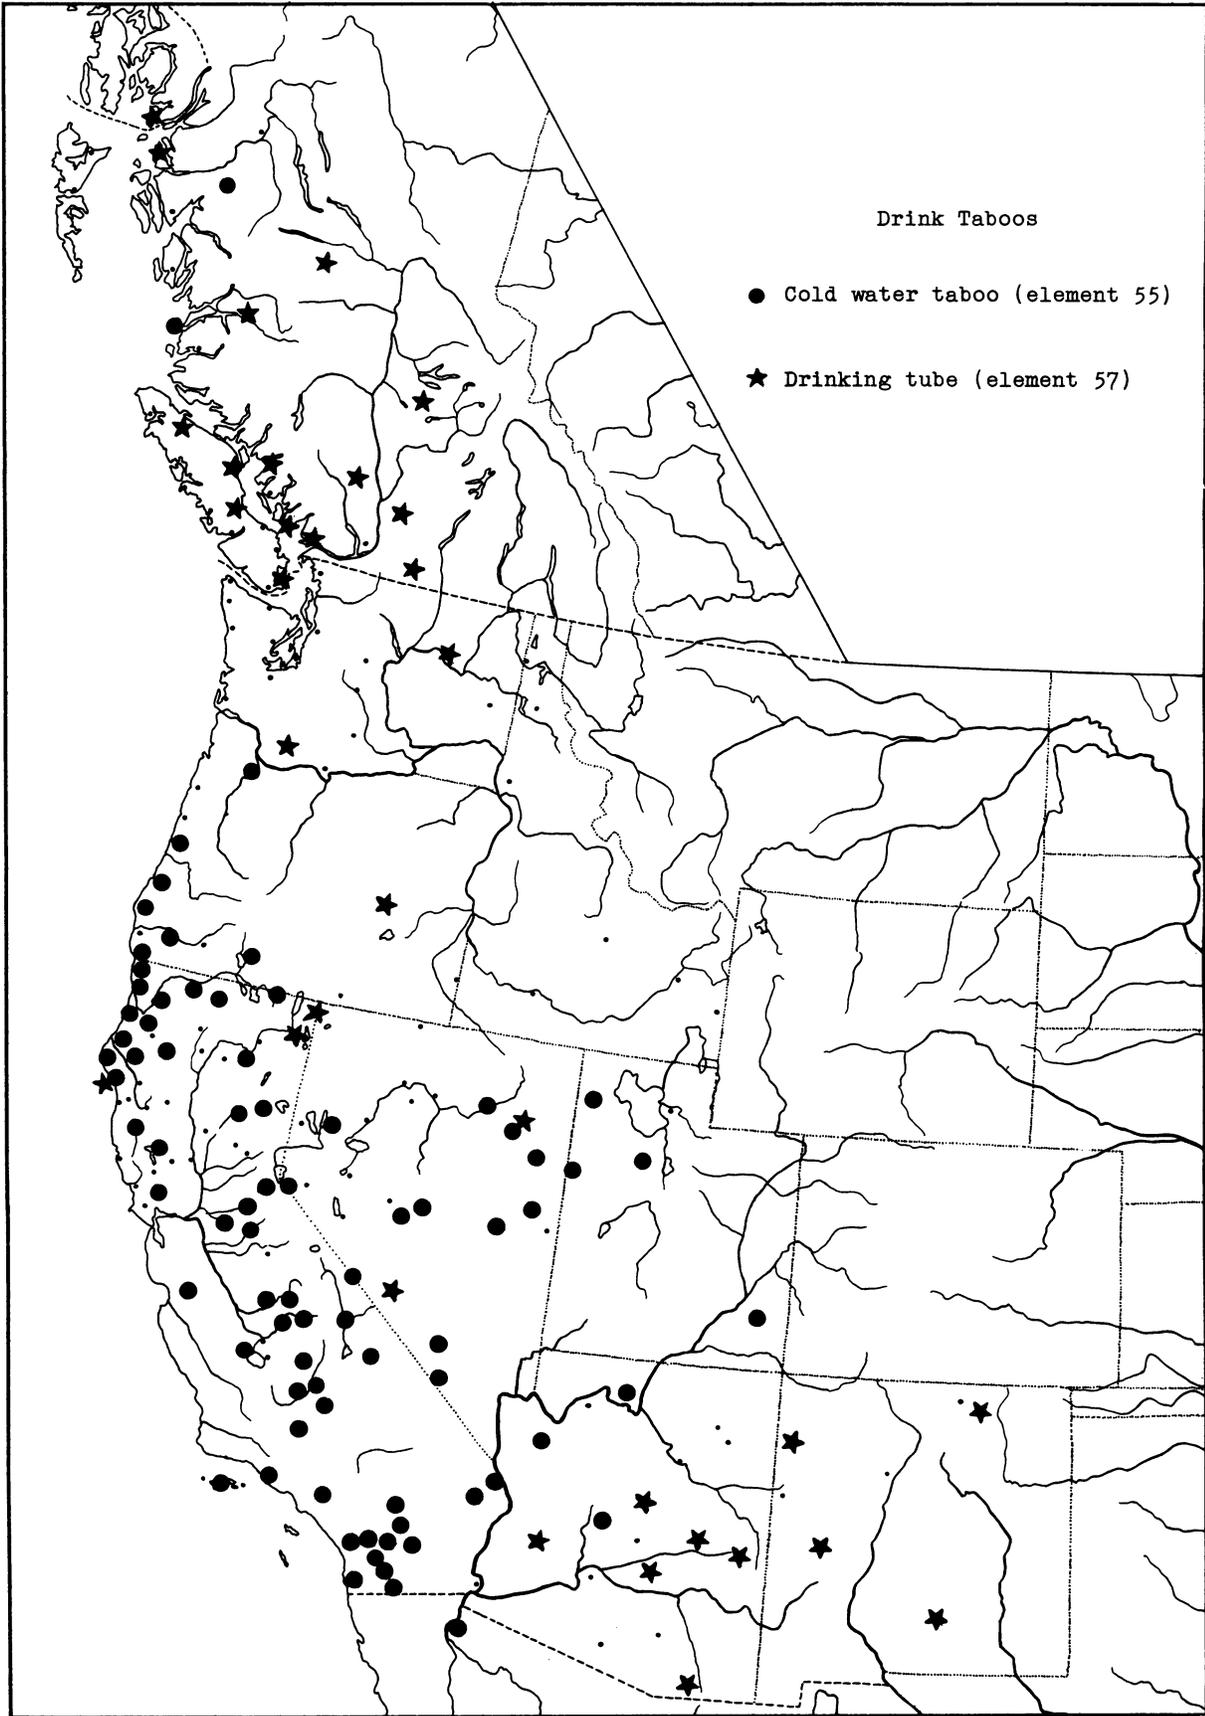 Drink Taboos
Cold water taboo (element 55)
Drinking tube (element 57)